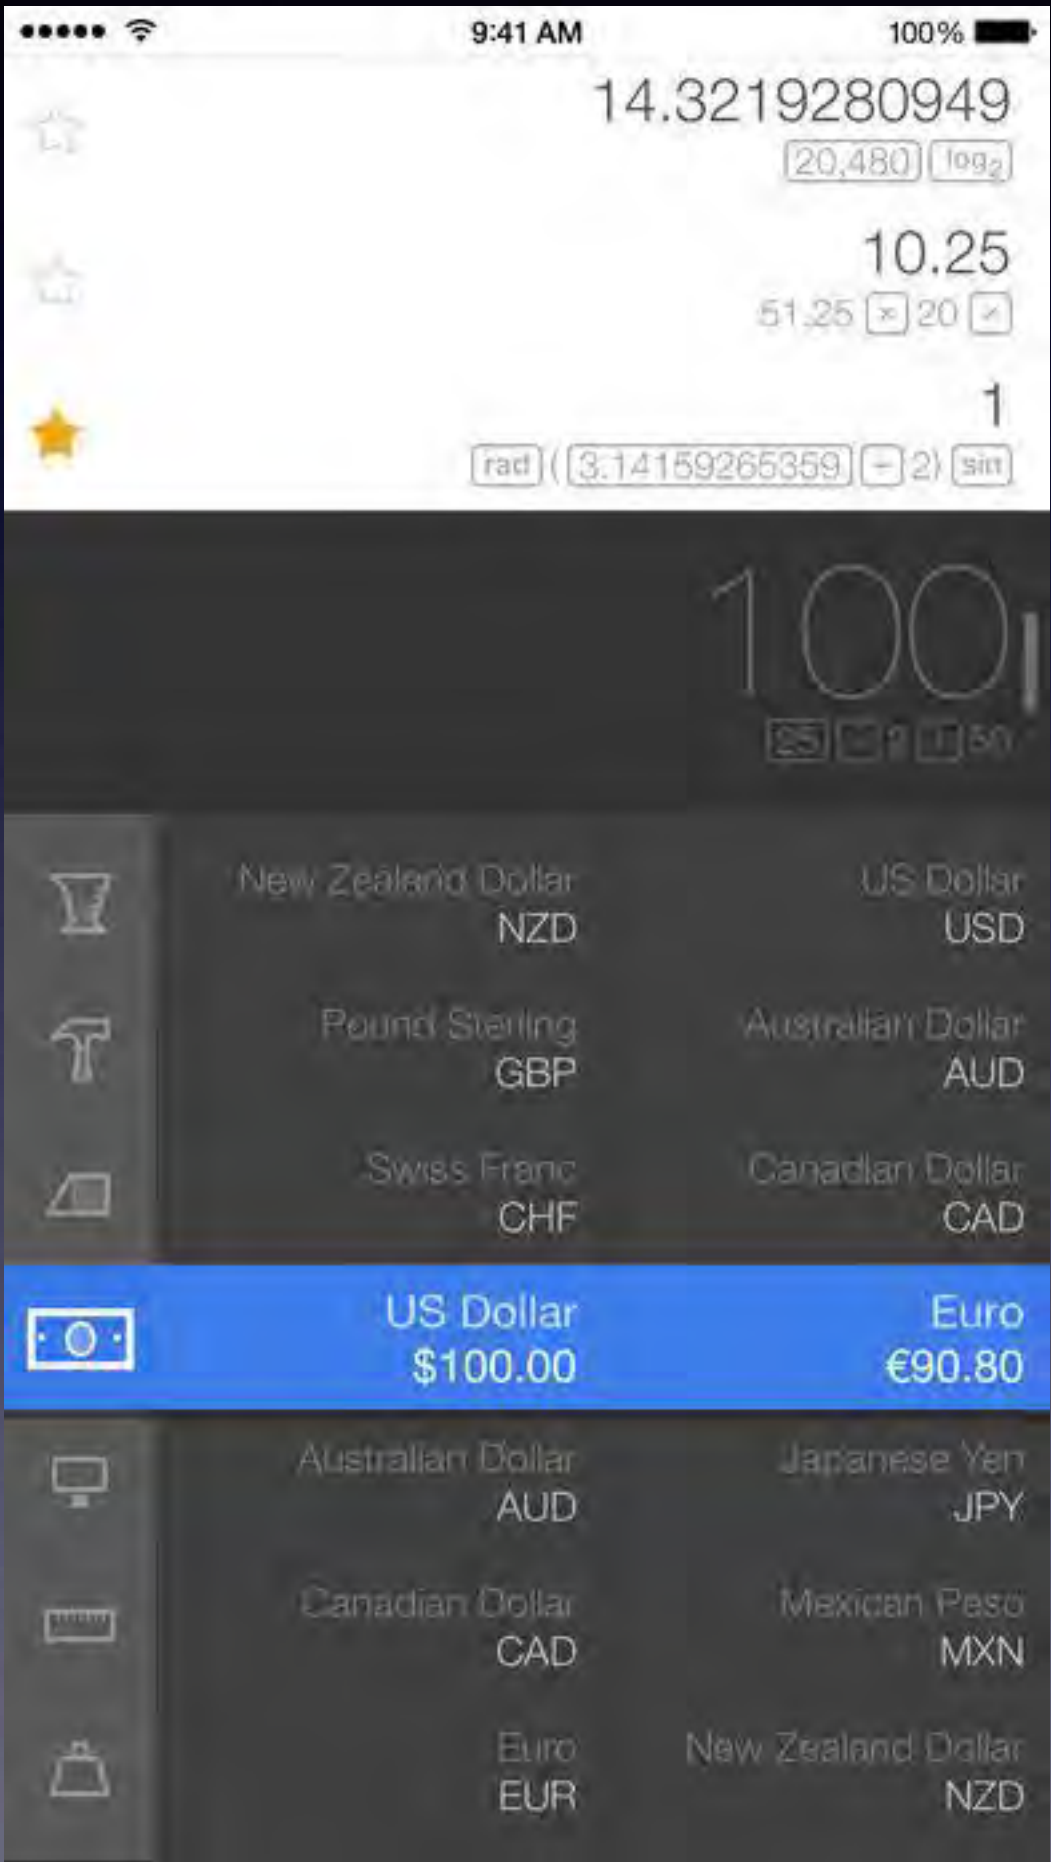 9:41 AM 100%
14.3219280949
20,480 log2
10.25
51.25 × 20
1
rad ( 3.14159265359 ÷ 2) sin
100
25 2 50
New Zealand Dollar US Dollar
NZD USD
Pound Sterling Australian Dollar
GBP AUD
Swiss Franc Canadian Dollar
CHF CAD
US Dollar Euro
$100.00 €90.80
Australian Dollar Japanese Yen
AUD JPY
Canadian Dollar Mexican Peso
CAD MXN
Euro New Zealand Dollar
EUR NZD